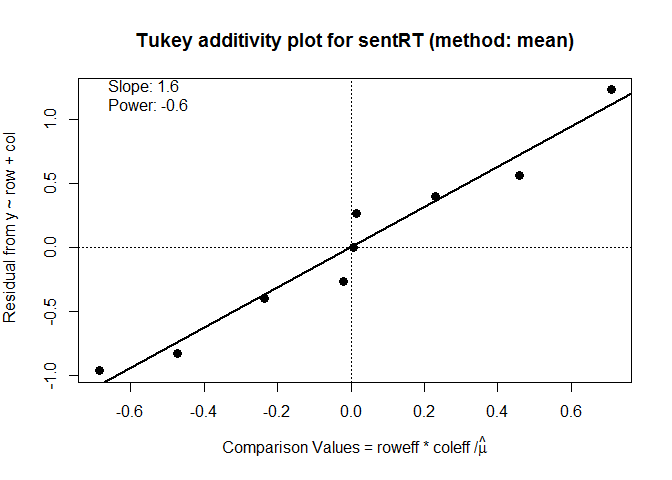 Tukey additivity plot for sentRT (method: mean)
Slope: 1.6
Power: -0.6
Residual from y ~ row + col
1.0
0.5
0.0
-0.5
-1.0
-0.6 -0.4 -0.2 0.0 0.2 0.4 0.6
Comparison Values = roweff * coleff /μ̂